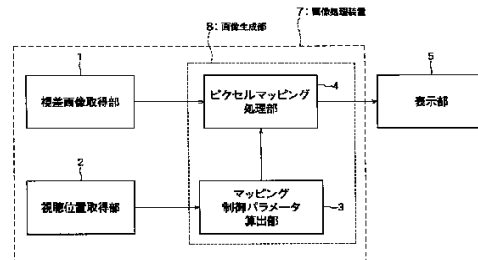 7:画像処理装置
8:画像生成部
1
視差画像取得部
4
ピクセルマッピング
処理部
5
表示部
2
視聴位置取得部
マッピング
制御パラメータ
算出部
3